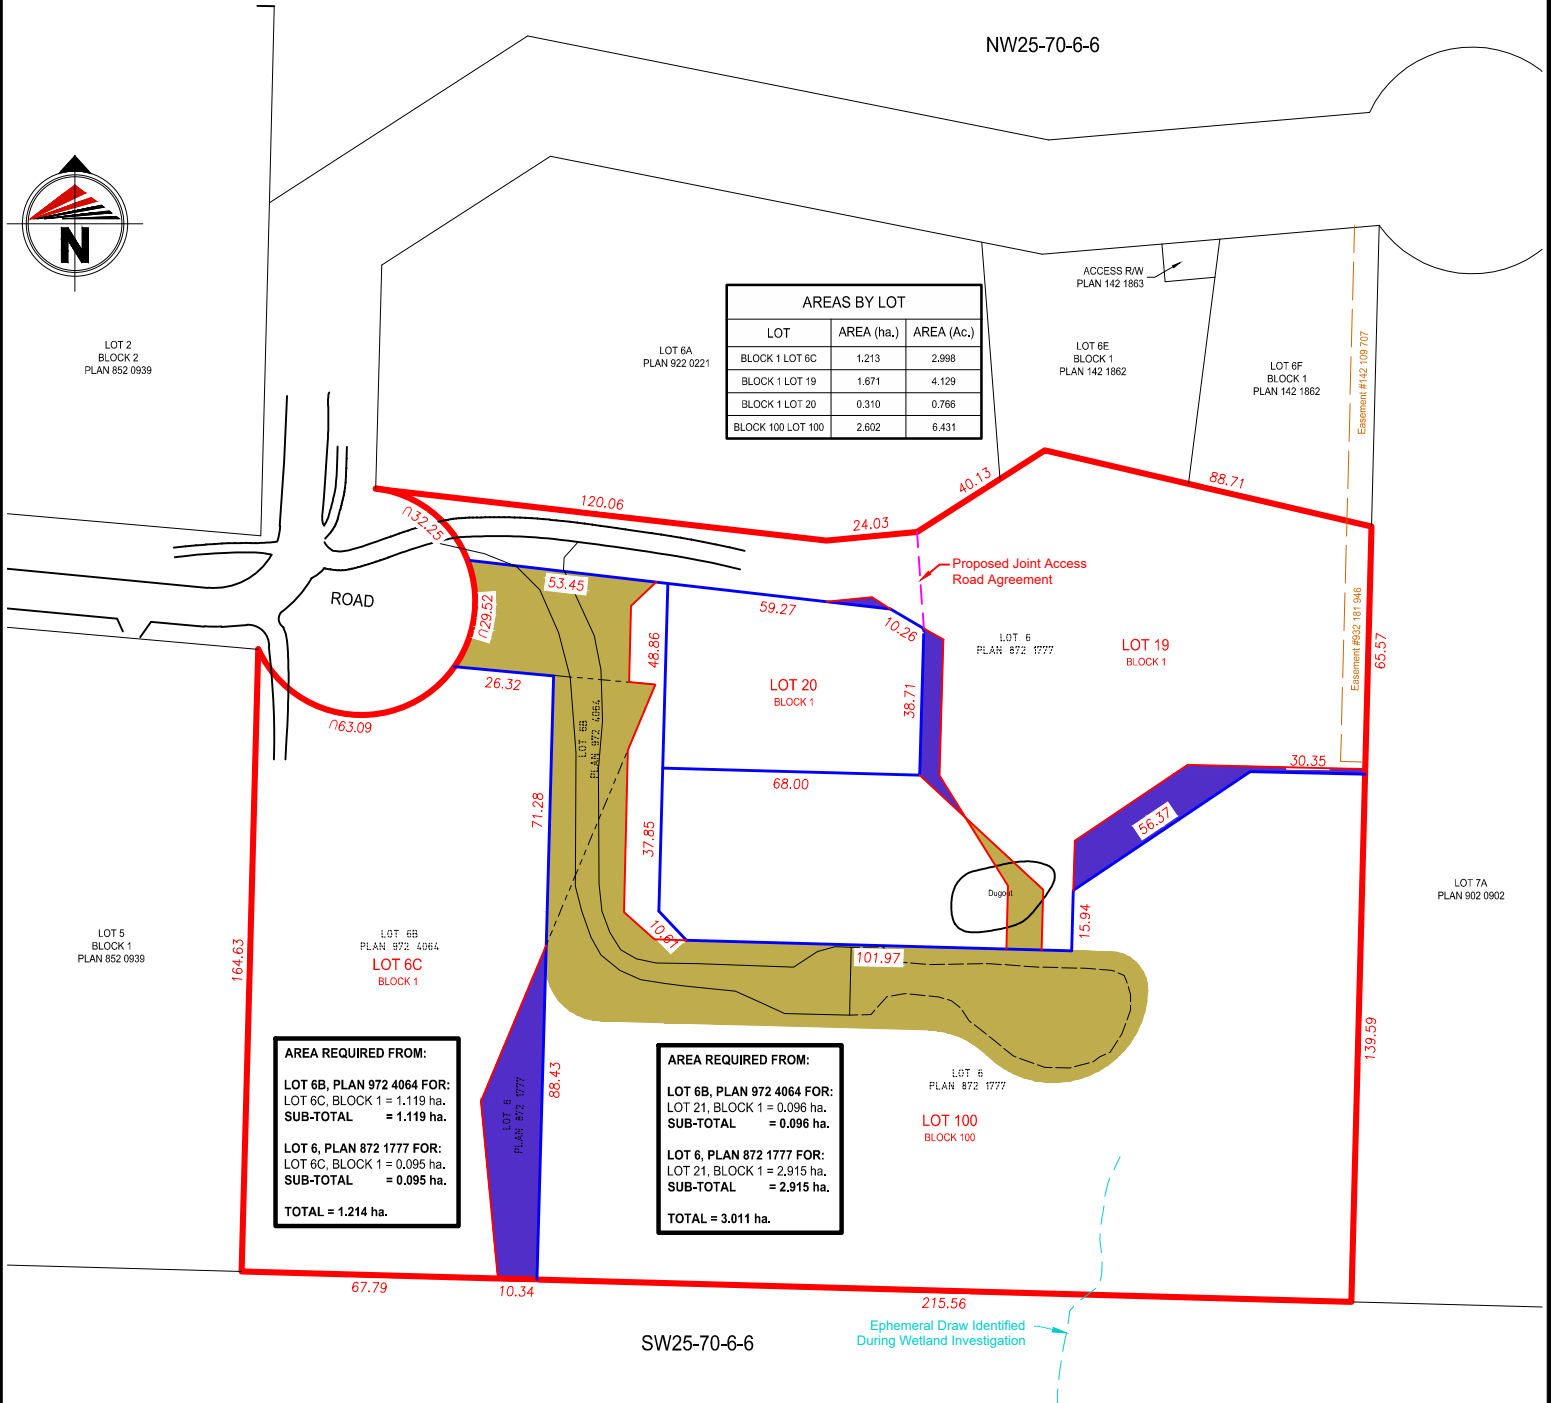 NW25-70-6-6
N
ACCESS R/W
PLAN 142 1863
LOT 2
BLOCK 2
PLAN 852 0939
LOT 6A
PLAN 922 0221
AREAS BY LOT
LOT AREA (ha.) AREA (Ac.)
BLOCK 1 LOT 6C 1.213 2.998
BLOCK 1 LOT 19 1.671 4.129
BLOCK 1 LOT 20 0.310 0.766
BLOCK 100 LOT 100 2.602 6.431
LOT 6E
BLOCK 1
PLAN 142 1862
LOT 6F
BLOCK 1
PLAN 142 1862
Easement #142 109 707
120.06
24.03
40.13
88.71
∩32.25
Proposed Joint Access
Road Agreement
ROAD
53.45
∩29.52
59.27
10.26
48.86
26.32
∩63.09
LOT 20
BLOCK 1
38.71
LOT 6
PLAN 872 1777
LOT 19
BLOCK 1
Easement #932 181 946
65.57
LOT 6B
PLAN 972 4064
68.00
30.35
71.28
37.85
56.37
Dugout
15.94
10.61
101.97
LOT 7A
PLAN 902 0902
LOT 5
BLOCK 1
PLAN 852 0939
164.63
LOT 6B
PLAN 972 4064
LOT 6C
BLOCK 1
AREA REQUIRED FROM:
LOT 6B, PLAN 972 4064 FOR:
LOT 6C, BLOCK 1 = 1.119 ha.
SUB-TOTAL = 1.119 ha.
LOT 6, PLAN 872 1777 FOR:
LOT 6C, BLOCK 1 = 0.095 ha.
SUB-TOTAL = 0.095 ha.
TOTAL = 1.214 ha.
LOT 6
PLAN 872 1777
88.43
AREA REQUIRED FROM:
LOT 6B, PLAN 972 4064 FOR:
LOT 21, BLOCK 1 = 0.096 ha.
SUB-TOTAL = 0.096 ha.
LOT 6, PLAN 872 1777 FOR:
LOT 21, BLOCK 1 = 2.915 ha.
SUB-TOTAL = 2.915 ha.
TOTAL = 3.011 ha.
LOT 6
PLAN 872 1777
LOT 100
BLOCK 100
139.59
67.79
10.34
215.56
Ephemeral Draw Identified
During Wetland Investigation
SW25-70-6-6